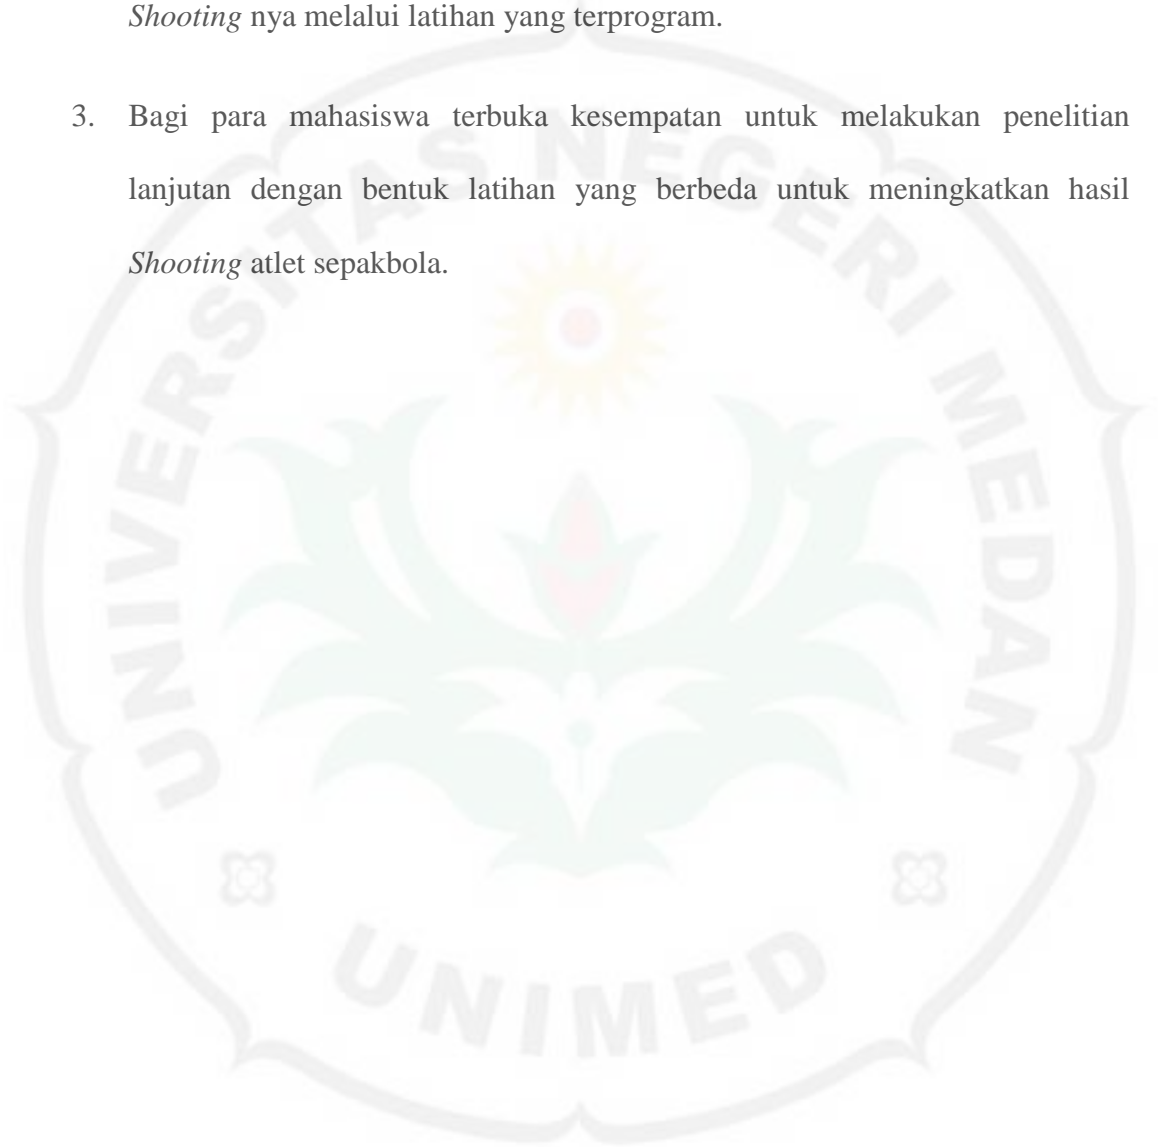 Shooting nya melalui latihan yang terprogram.
3. Bagi para mahasiswa terbuka kesempatan untuk melakukan penelitian
lanjutan dengan bentuk latihan yang berbeda untuk meningkatkan hasil
Shooting atlet sepakbola.
UNIVERSITAS NEGERI MEDAN
UNIMED